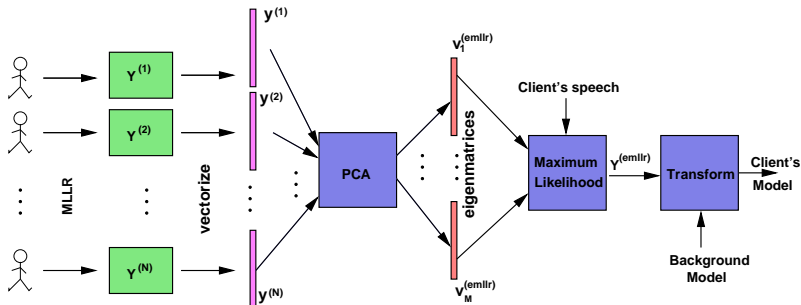 y(1)
Y(1)
y(2)
Y(2)
MLLR
vectorize
Y(N)
y(N)
PCA
v1(emllr)
eigenmatrices
vM(emllr)
Client's speech
Maximum
Likelihood
Y(emllr)
Transform
Client's
Model
Background
Model